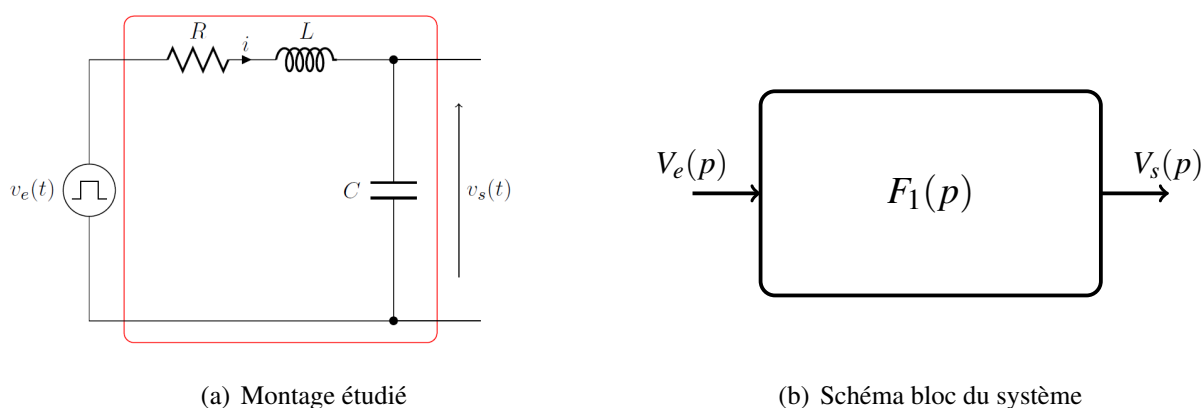 R
i
L
v_e(t)
C
v_s(t)
(a) Montage étudié
V_e(p)
F_1(p)
V_s(p)
(b) Schéma bloc du système